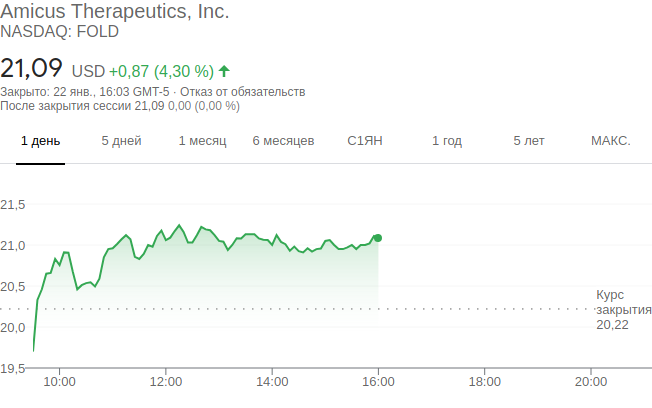 Amicus Therapeutics, Inc.
NASDAQ: FOLD
21,09 USD +0,87 (4,30 %)
Закрыто: 22 янв., 16:03 GMT-5 · Отказ от обязательств
После закрытия сессии 21,09 0,00 (0,00 %)
1 день 5 дней 1 месяц 6 месяцев С1ЯН 1 год 5 лет МАКС.
21,5
21,0
20,5
20,0
19,5
Курс
закрытия
20,22
10:00 12:00 14:00 16:00 18:00 20:00